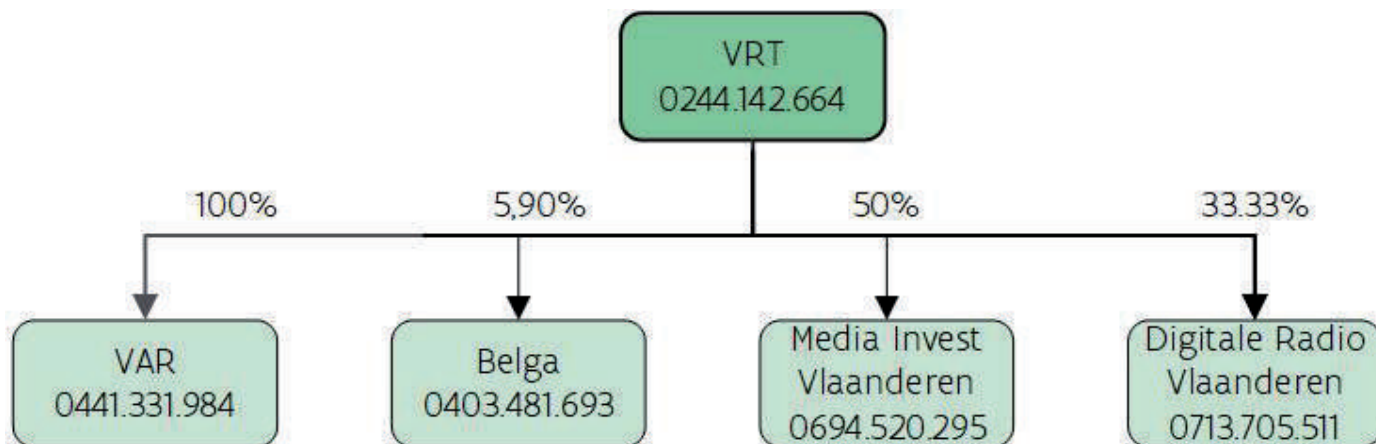 VRT
0244.142.664
100%
5,90%
50%
33.33%
VAR
0441.331.984
Belga
0403.481.693
Media Invest
Vlaanderen
0694.520.295
Digitale Radio
Vlaanderen
0713.705.511